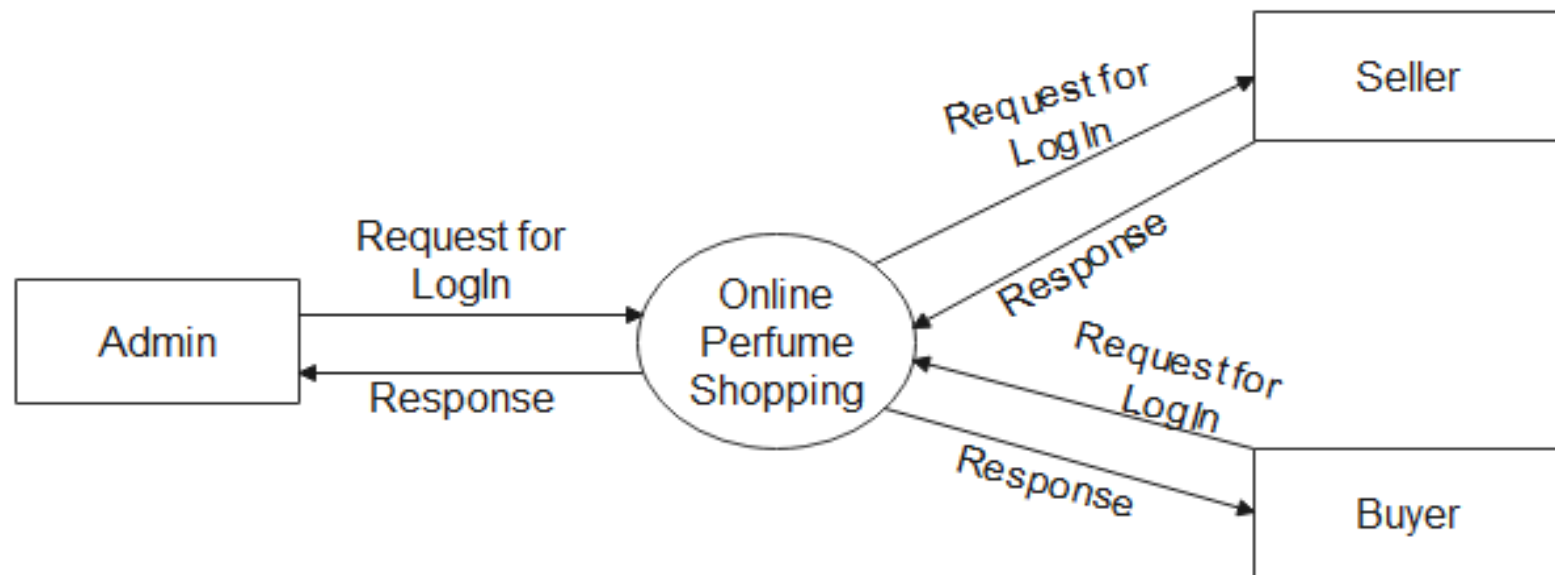 Request for
LogIn
Seller
Response
Request for
LogIn
Admin
Response
Online
Perfume
Shopping
Request for
LogIn
Response
Buyer